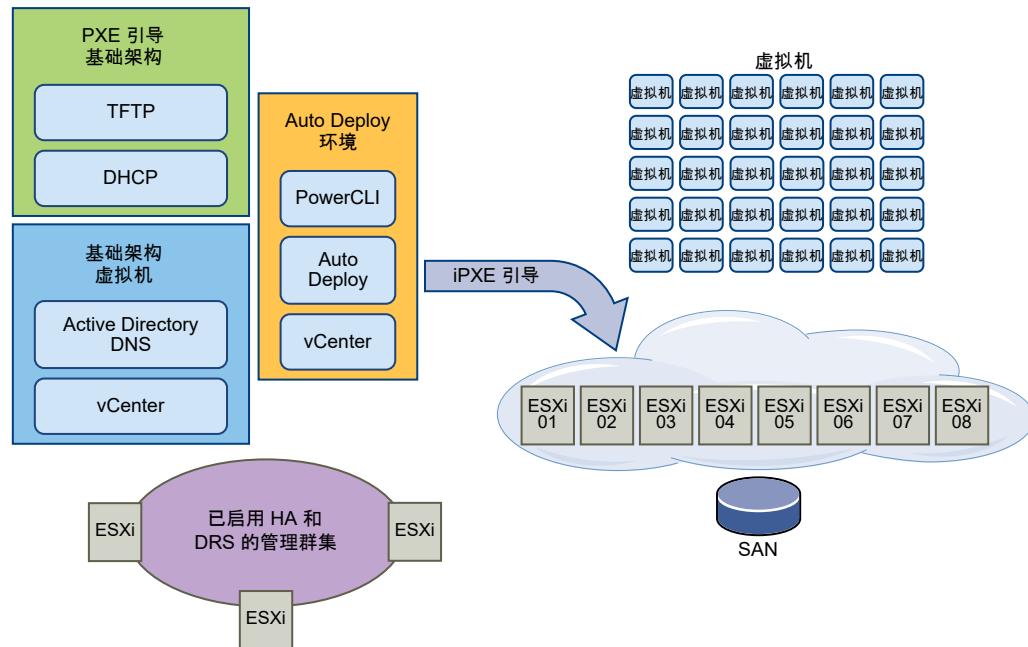 PXE 引导
基础架构
TFTP
DHCP
基础架构
虚拟机
Active Directory
DNS
vCenter
Auto Deploy
环境
PowerCLI
Auto
Deploy
vCenter
iPXE 引导
虚拟机
虚拟机 虚拟机 虚拟机 虚拟机 虚拟机 虚拟机
虚拟机 虚拟机 虚拟机 虚拟机 虚拟机 虚拟机
虚拟机 虚拟机 虚拟机 虚拟机 虚拟机 虚拟机
虚拟机 虚拟机 虚拟机 虚拟机 虚拟机 虚拟机
虚拟机 虚拟机 虚拟机 虚拟机 虚拟机 虚拟机
ESXi ESXi ESXi ESXi ESXi ESXi ESXi ESXi
01 02 03 04 05 06 07 08
SAN
已启用 HA 和
DRS 的管理群集
ESXi
ESXi
ESXi